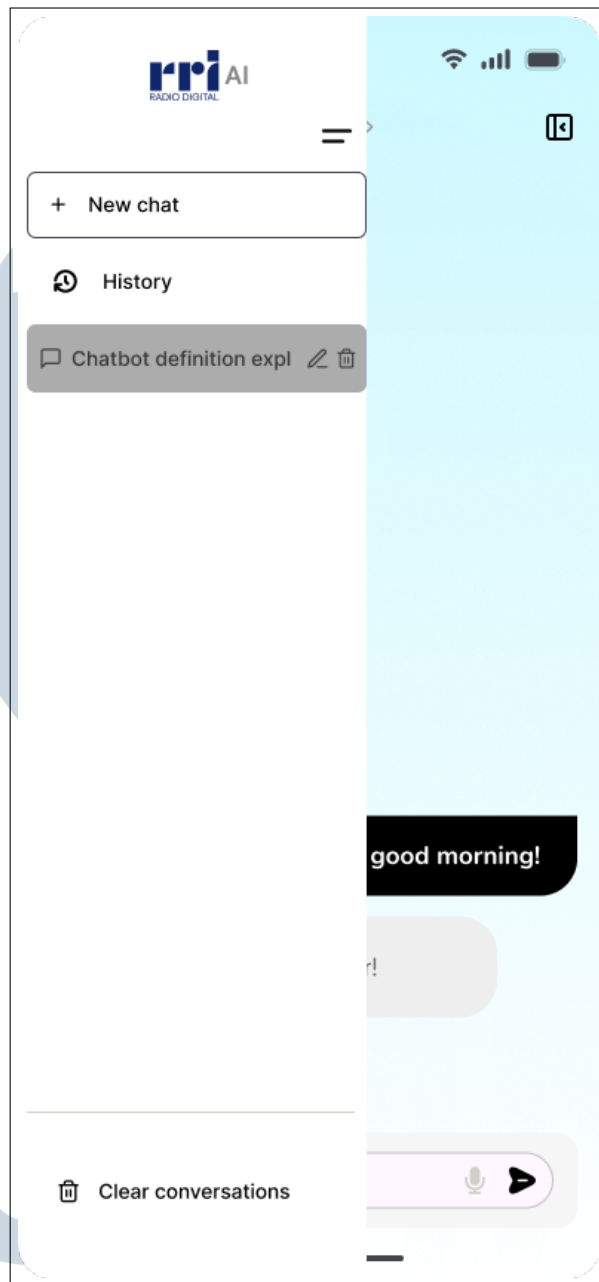 rri AI
RADIO DIGITAL
+ New chat
History
Chatbot definition expl
good morning!
r!
Clear conversations